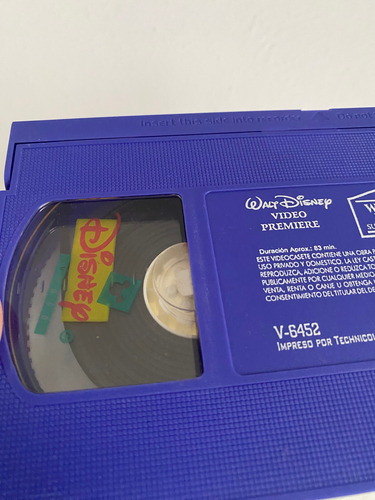 Insert this side into recorder
WALT DISNEY
VIDEO
PREMIERE
Duración Aprox.: 83 min.
ESTE VIDEOCASETE CONTIENE UNA OBRA
USO PRIVADO Y DOMESTICO. LA LEY
REPRODUZCA, ADICIONE O REDUZCA
PUBLICAMENTE POR CUALQUIER
VENTA, RENTA O CANJE U OBTENGA
CONSENTIMIENTO DEL TITULAR DEL
V-6452
IMPRESO POR
DISNEY